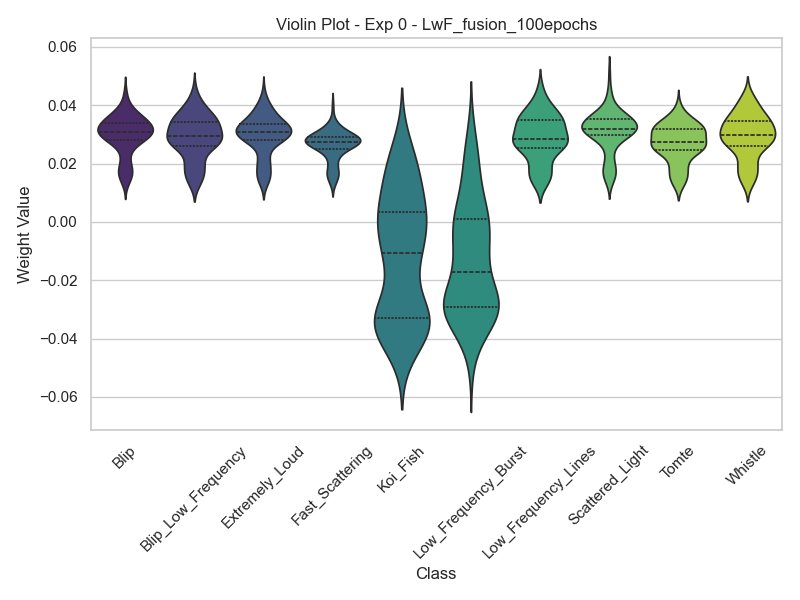 Violin Plot - Exp 0 - LwF_fusion_100epochs
0.06
0.04
0.02
0.00
−0.02
−0.04
−0.06
Weight Value
Blip
Blip_Low_Frequency
Extremely_Loud
Fast_Scattering
Koi_Fish
Low_Frequency_Burst
Low_Frequency_Lines
Scattered_Light
Tomte
Whistle
Class